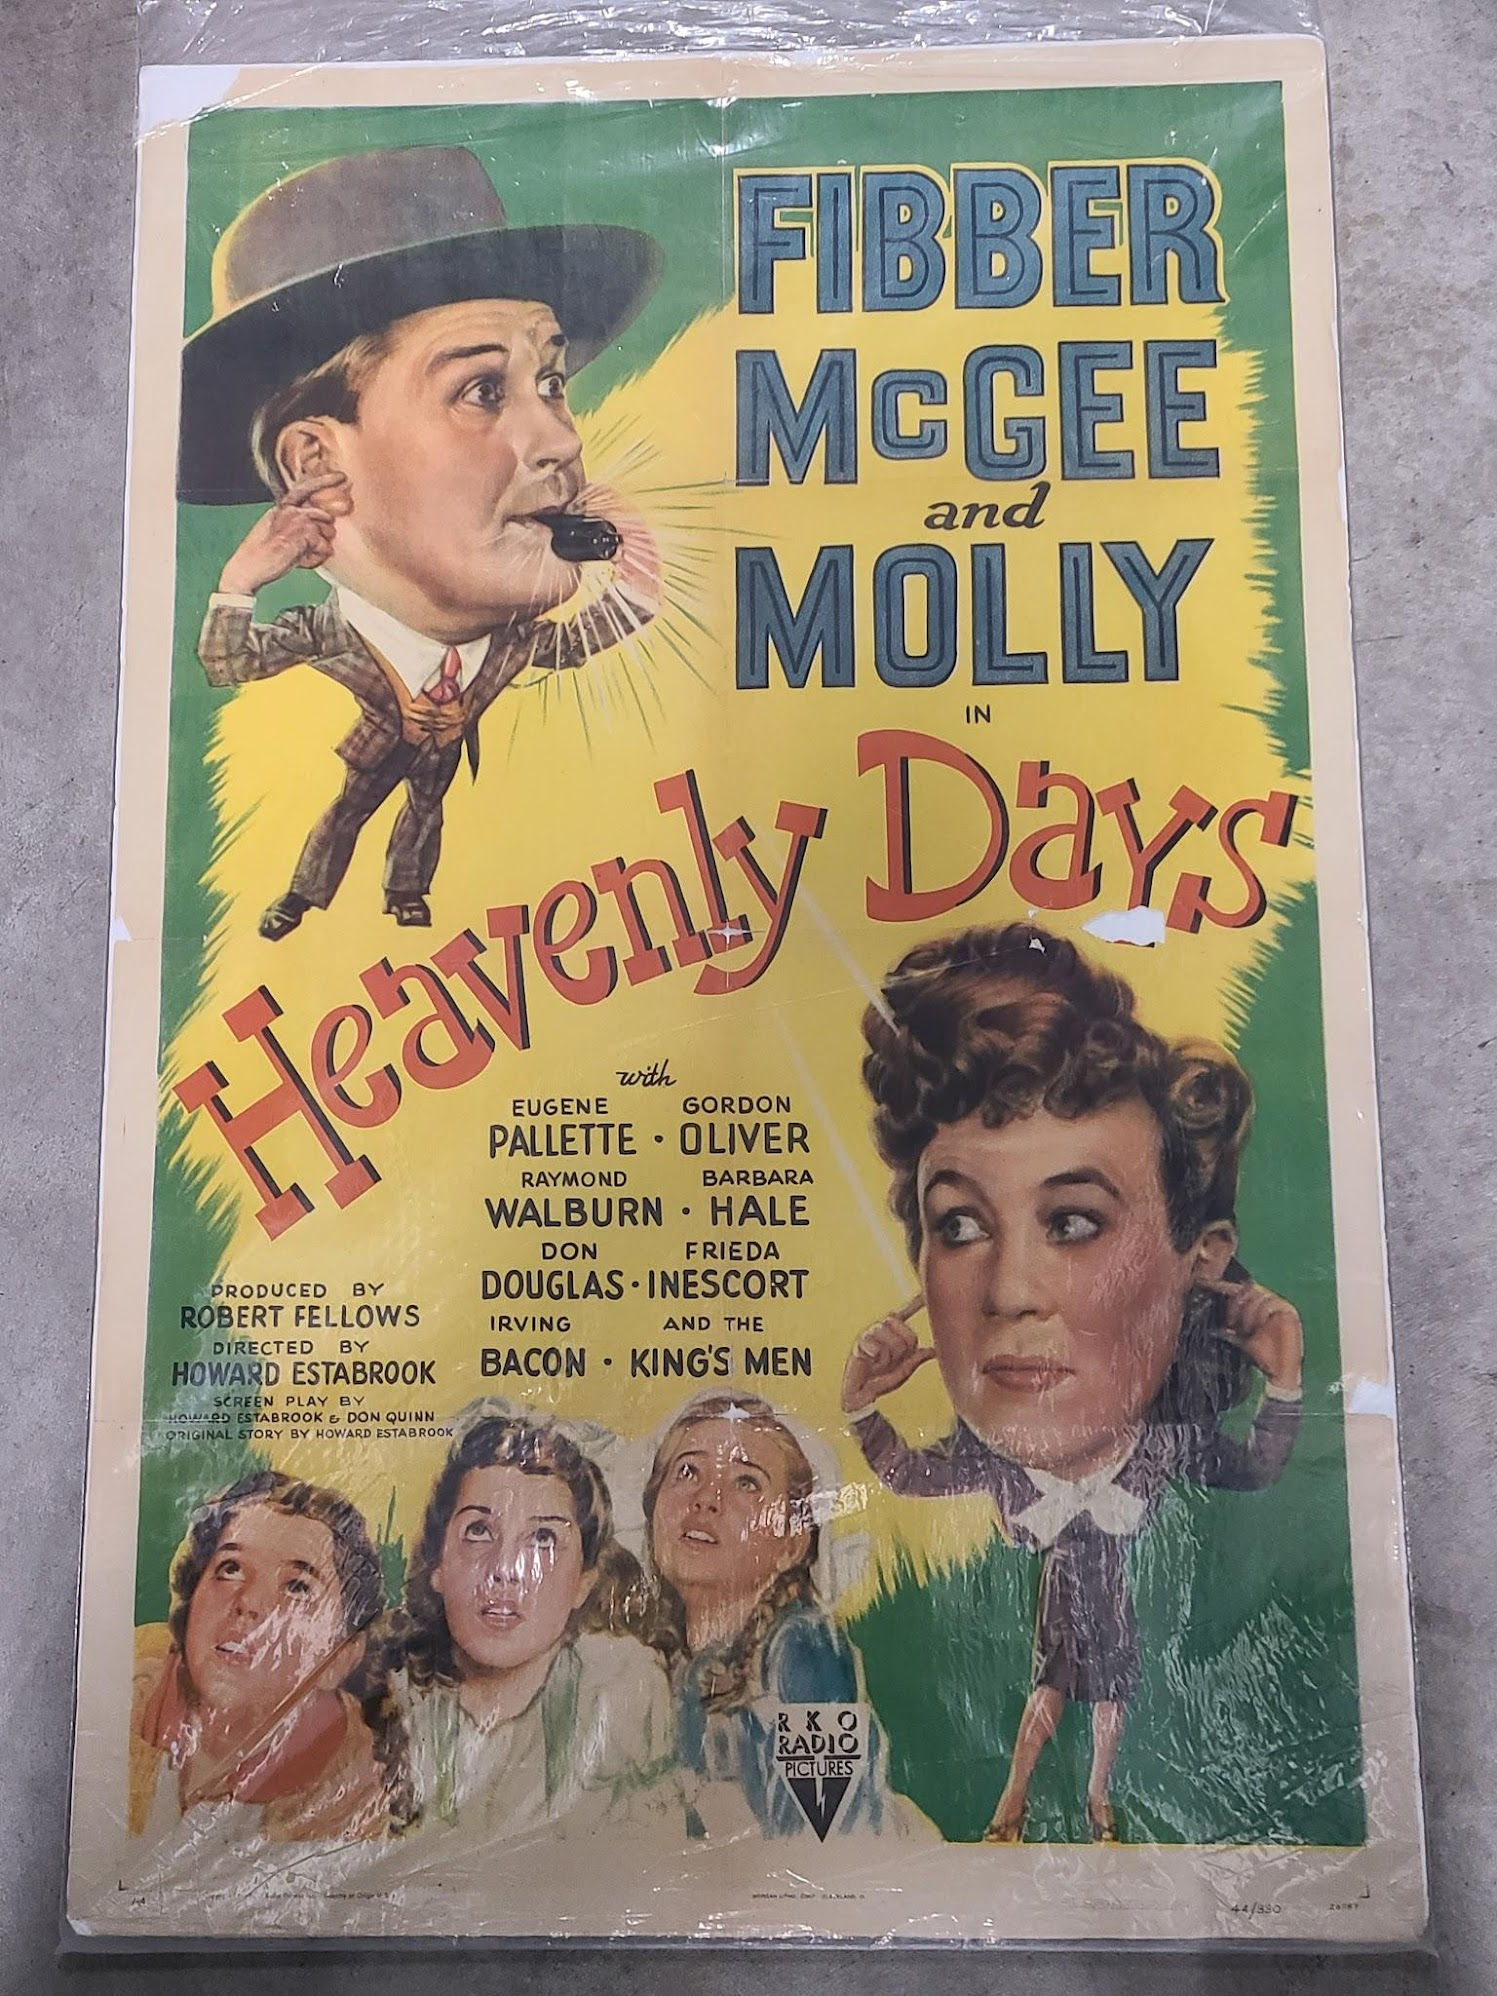 FIBBER
McGEE
and
MOLLY
IN
Heavenly Days
with
EUGENE GORDON
PALLETTE • OLIVER
RAYMOND BARBARA
WALBURN • HALE
DON FRIEDA
DOUGLAS • INESCORT
IRVING AND THE
BACON • KING'S MEN
PRODUCED BY
ROBERT FELLOWS
DIRECTED BY
HOWARD ESTABROOK
SCREEN PLAY BY
HOWARD ESTABROOK & DON QUINN
ORIGINAL STORY BY HOWARD ESTABROOK
RKO
RADIO
PICTURES
44/330